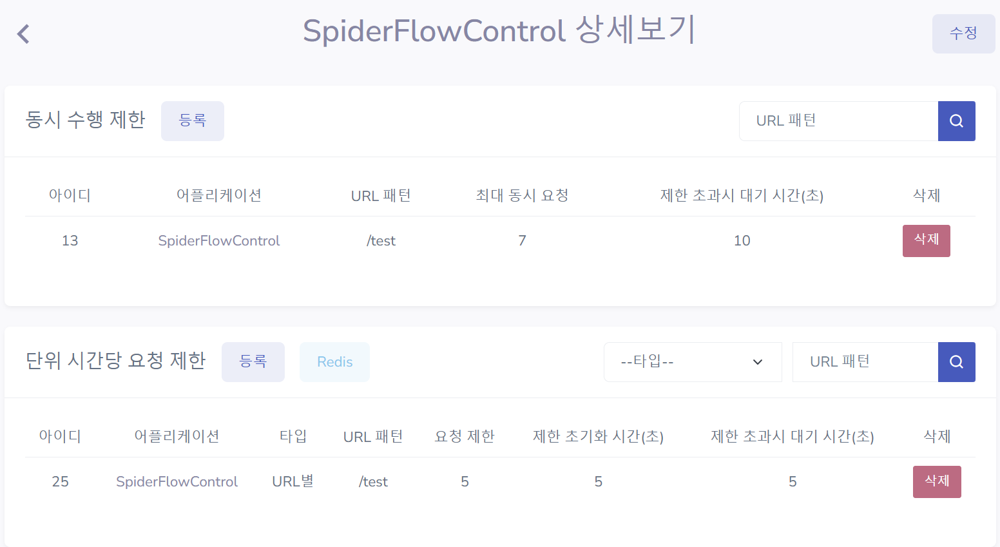 SpiderFlowControl 상세보기
수정
동시 수행 제한
등록
URL 패턴
아이디 어플리케이션 URL 패턴 최대 동시 요청 제한 초과시 대기 시간(초) 삭제
13 SpiderFlowControl /test 7 10 삭제
단위 시간당 요청 제한
등록
Redis
--타입--
URL 패턴
아이디 어플리케이션 타입 URL 패턴 요청 제한 제한 초기화 시간(초) 제한 초과시 대기 시간(초) 삭제
25 SpiderFlowControl URL별 /test 5 5 5 삭제